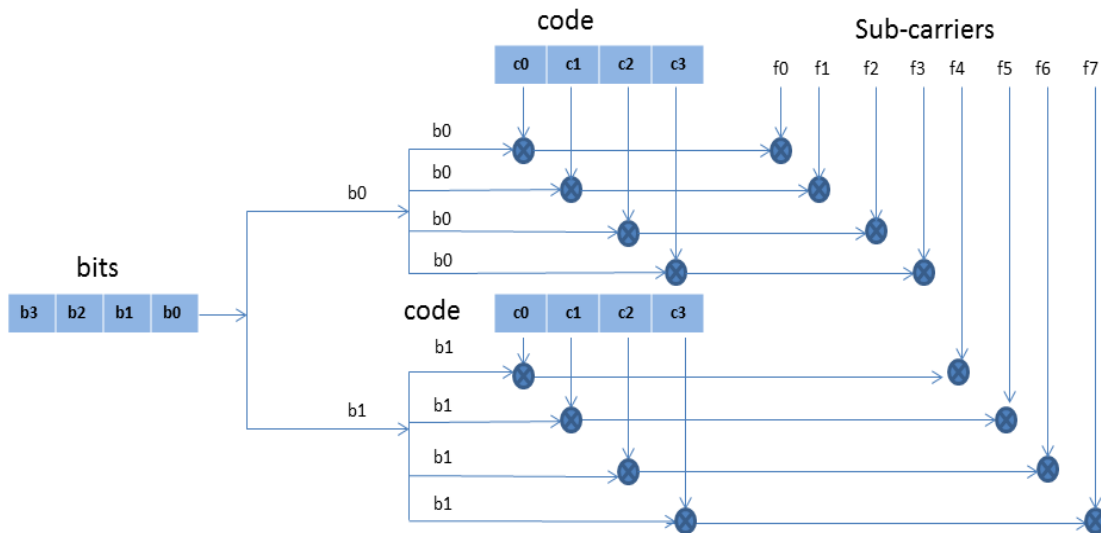 code
Sub-carriers
c0 c1 c2 c3
f0 f1 f2 f3 f4 f5 f6 f7
b0
b0
b0
b0
b0
bits
b3 b2 b1 b0
code
c0 c1 c2 c3
b1
b1
b1
b1
b1